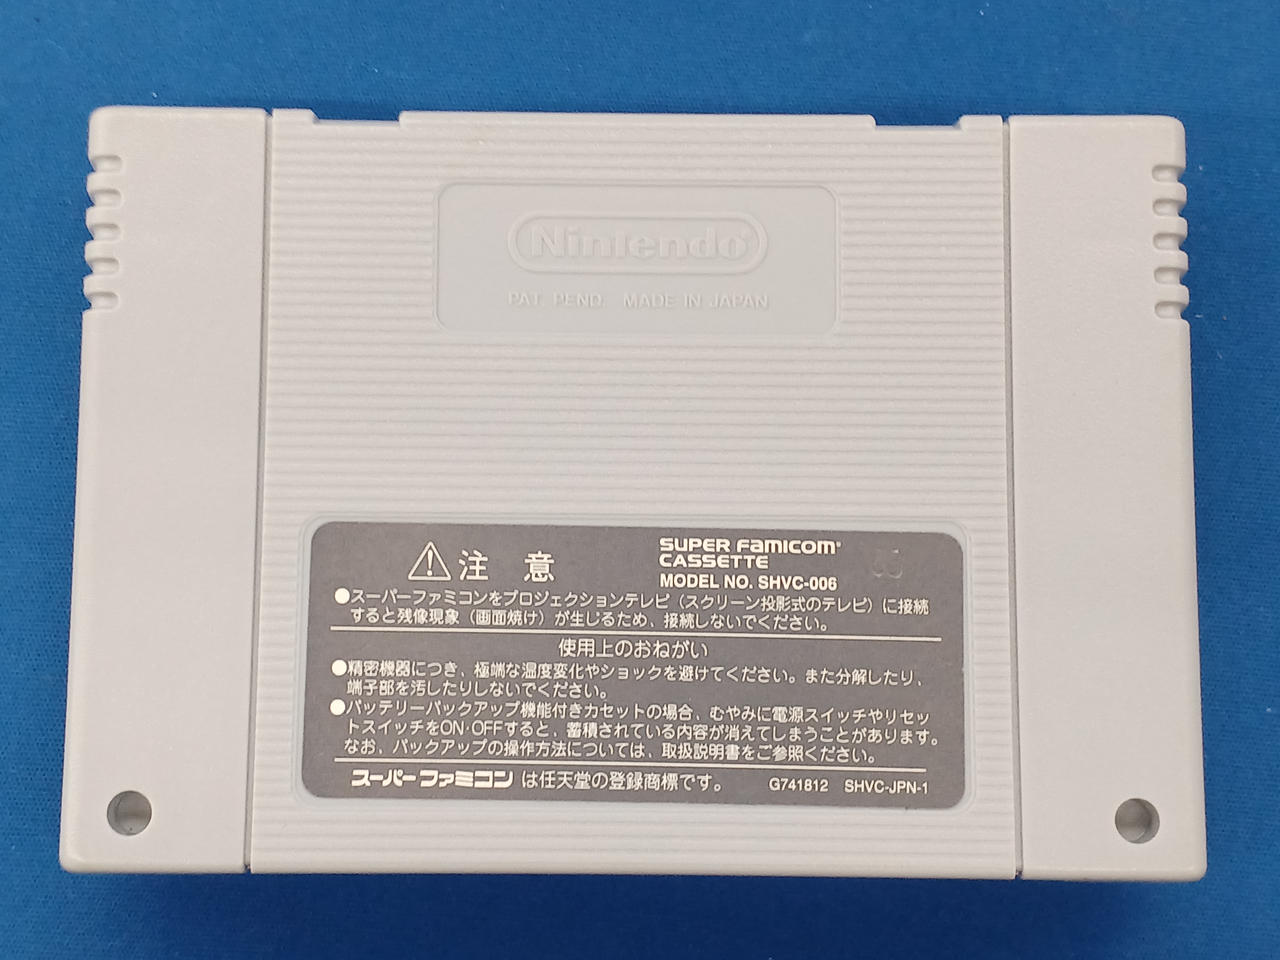 Nintendo
PAT. PEND. MADE IN JAPAN
注意
SUPER FAMICOM
CASSETTE
MODEL NO. SHVC-006
●スーパーファミコンをプロジェクションテレビ（スクリーン投影式のテレビ）に接続
すると残像現象（画面焼け）が生じるため、接続しないでください。
使用上のおねがい
●精密機器につき、極端な温度変化やショックを避けてください。また分解したり、
端子部を汚したりしないでください。
●バッテリーバックアップ機能付きカセットの場合、むやみに電源スイッチやリセッ
トスイッチをON·OFFすると、蓄積されている内容が消えてしまうことがあります。
なお、バックアップの操作方法については、取扱説明書をご参照ください。
スーパーファミコンは任天堂の登録商標です。 G741812 SHVC-JPN-1